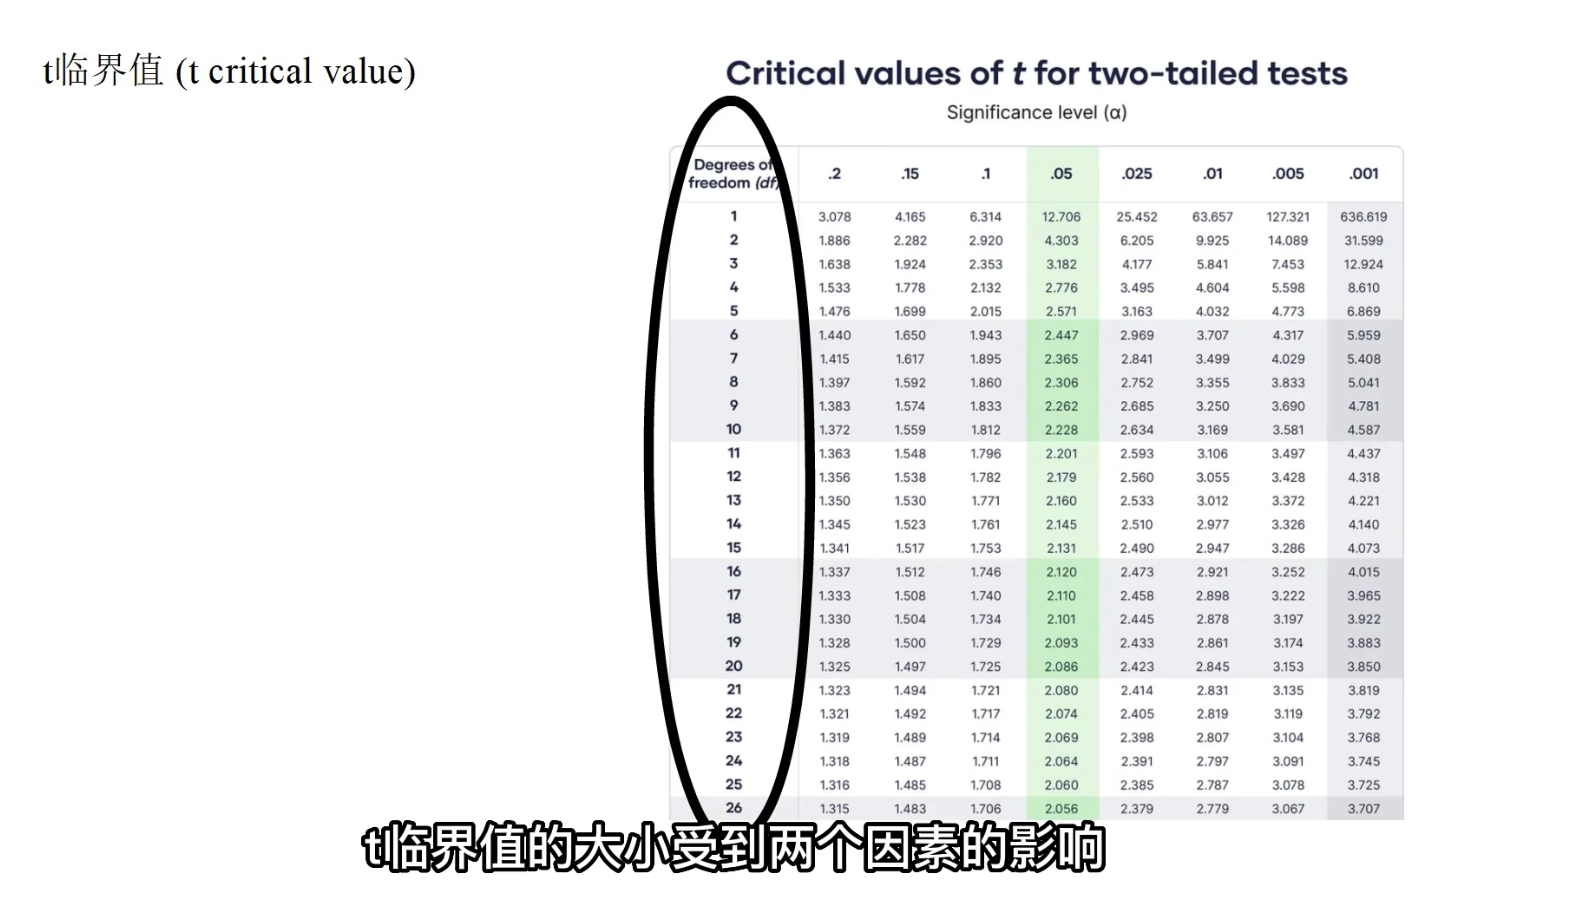 t临界值 (t critical value)
Critical values of t for two-tailed tests
Significance level (α)
Degrees of freedom (df) .2 .15 .1 .05 .025 .01 .005 .001
1 3.078 4.165 6.314 12.706 25.452 63.657 127.321 636.619
2 1.886 2.282 2.920 4.303 6.205 9.925 14.089 31.599
3 1.638 1.924 2.353 3.182 4.177 5.841 7.453 12.924
4 1.533 1.778 2.132 2.776 3.495 4.604 5.598 8.610
5 1.476 1.699 2.015 2.571 3.163 4.032 4.773 6.869
6 1.440 1.650 1.943 2.447 2.969 3.707 4.317 5.959
7 1.415 1.617 1.895 2.365 2.841 3.499 4.029 5.408
8 1.397 1.592 1.860 2.306 2.752 3.355 3.833 5.041
9 1.383 1.574 1.833 2.262 2.685 3.250 3.690 4.781
10 1.372 1.559 1.812 2.228 2.634 3.169 3.581 4.587
11 1.363 1.548 1.796 2.201 2.593 3.106 3.497 4.437
12 1.356 1.538 1.782 2.179 2.560 3.055 3.428 4.318
13 1.350 1.530 1.771 2.160 2.533 3.012 3.372 4.221
14 1.345 1.523 1.761 2.145 2.510 2.977 3.326 4.140
15 1.341 1.517 1.753 2.131 2.490 2.947 3.286 4.073
16 1.337 1.512 1.746 2.120 2.473 2.921 3.252 4.015
17 1.333 1.508 1.740 2.110 2.458 2.898 3.222 3.965
18 1.330 1.504 1.734 2.101 2.445 2.878 3.197 3.922
19 1.328 1.500 1.729 2.093 2.433 2.861 3.174 3.883
20 1.325 1.497 1.725 2.086 2.423 2.845 3.153 3.850
21 1.323 1.494 1.721 2.080 2.414 2.831 3.135 3.819
22 1.321 1.492 1.717 2.074 2.405 2.819 3.119 3.792
23 1.319 1.489 1.714 2.069 2.398 2.807 3.104 3.768
24 1.318 1.487 1.711 2.064 2.391 2.797 3.091 3.745
25 1.316 1.485 1.708 2.060 2.385 2.787 3.078 3.725
26 1.315 1.483 1.706 2.056 2.379 2.779 3.067 3.707
t临界值的大小受到两个因素的影响